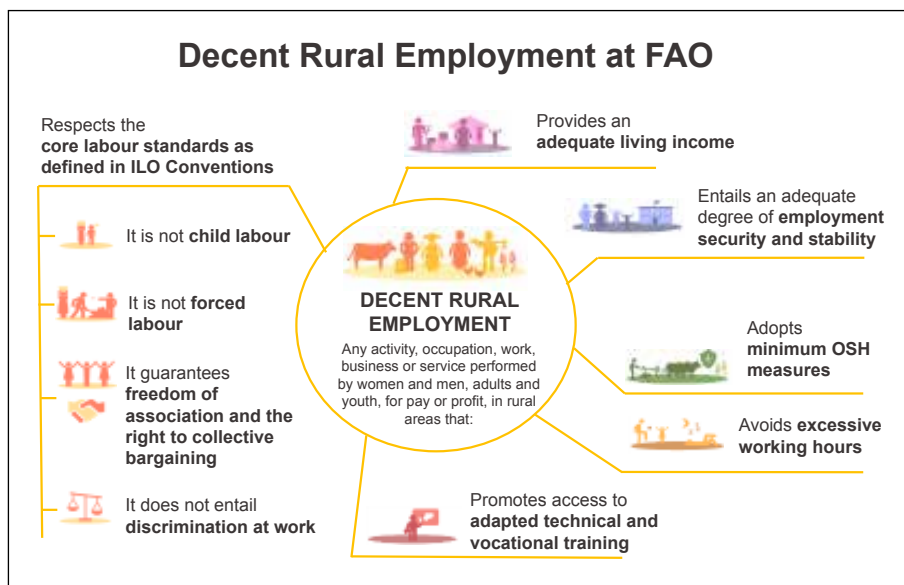 Decent Rural Employment at FAO
Respects the
core labour standards as
defined in ILO Conventions
It is not child labour
It is not forced
labour
It guarantees
freedom of
association and the
right to collective
bargaining
It does not entail
discrimination at work
DECENT RURAL
EMPLOYMENT
Any activity, occupation, work,
business or service performed
by women and men, adults and
youth, for pay or profit, in rural
areas that:
Provides an
adequate living income
Entails an adequate
degree of employment
security and stability
Adopts
minimum OSH
measures
Avoids excessive
working hours
Promotes access to
adapted technical and
vocational training